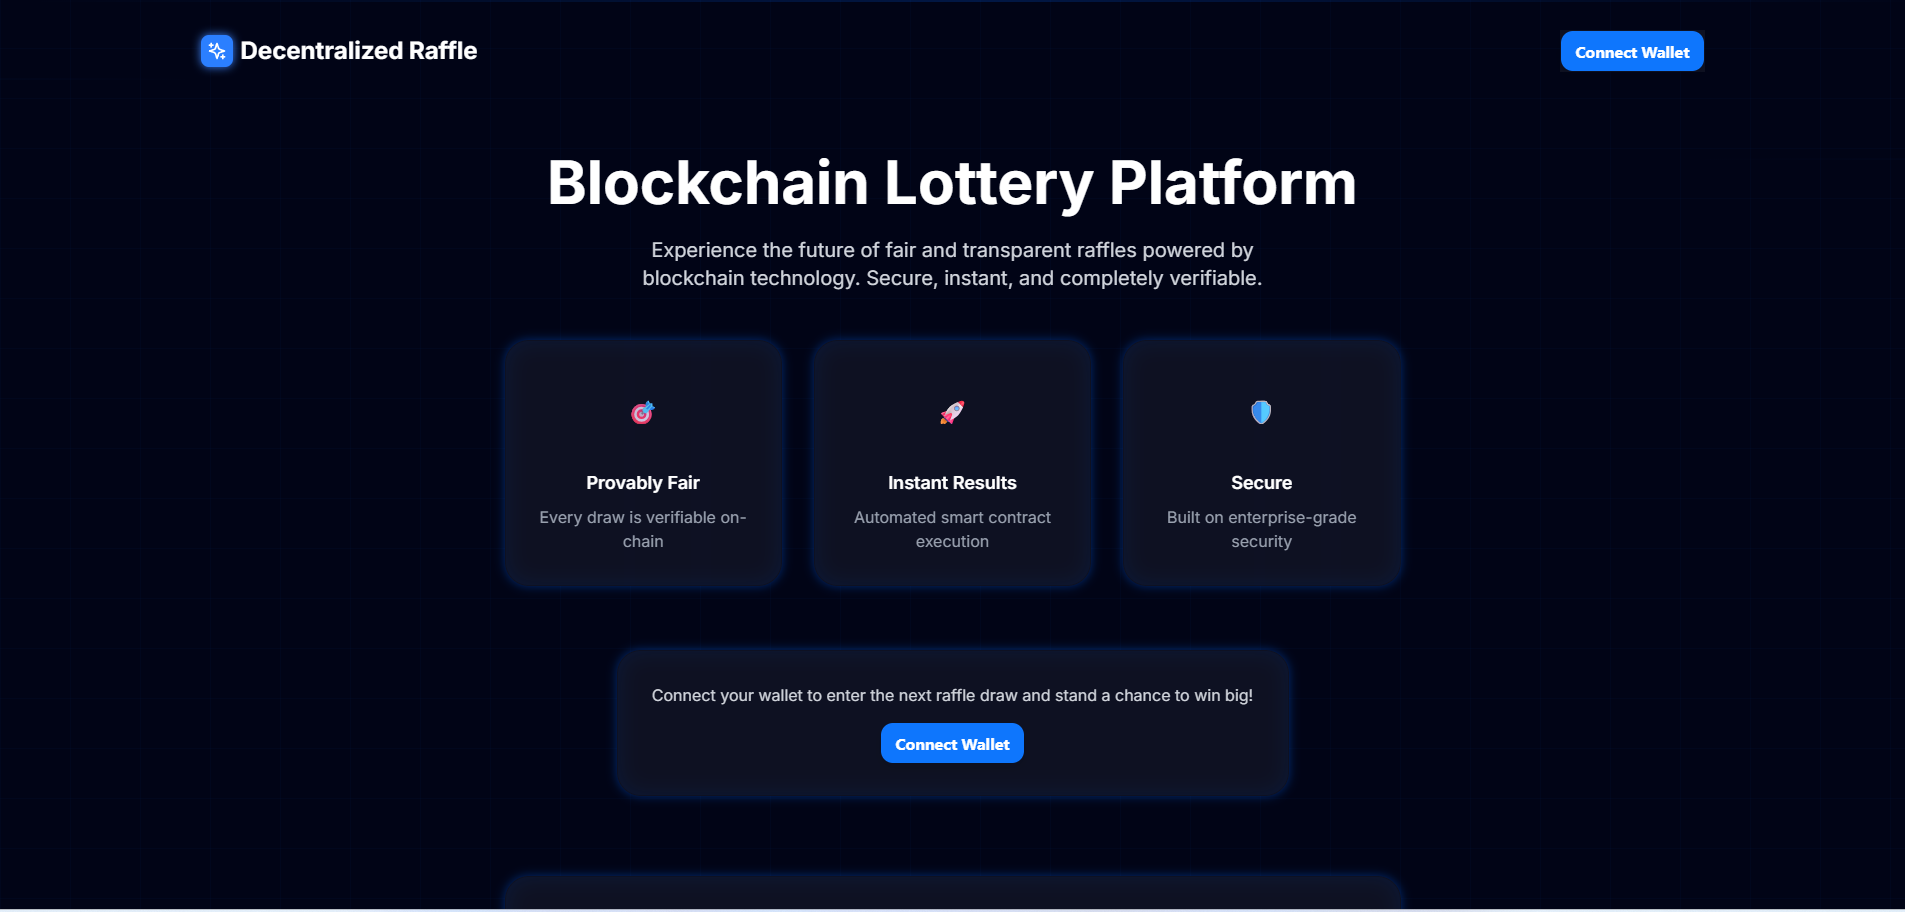 Decentralized Raffle
Connect Wallet
Blockchain Lottery Platform
Experience the future of fair and transparent raffles powered by
blockchain technology. Secure, instant, and completely verifiable.
Provably Fair
Every draw is verifiable on-
chain
Instant Results
Automated smart contract
execution
Secure
Built on enterprise-grade
security
Connect your wallet to enter the next raffle draw and stand a chance to win big!
Connect Wallet